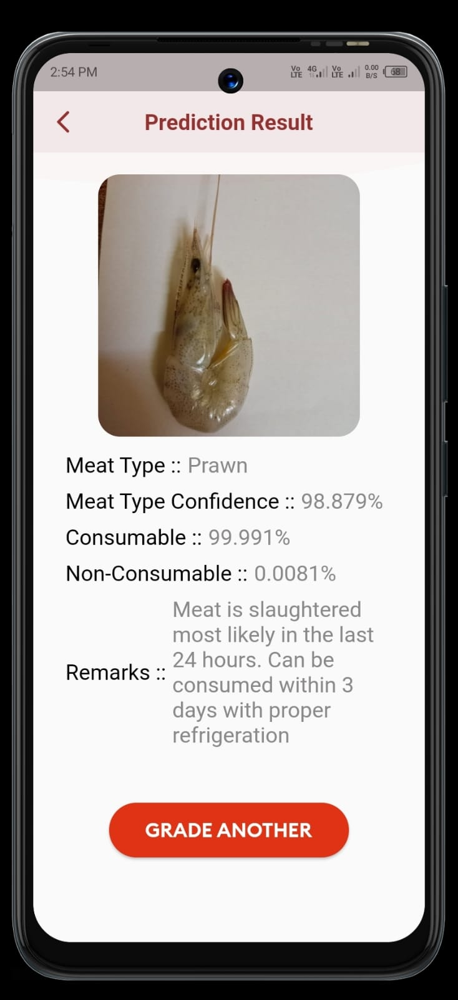 2:54 PM
Vo LTE 4G Vo LTE 0.00 B/S 68
Prediction Result
Meat Type :: Prawn
Meat Type Confidence :: 98.879%
Consumable :: 99.991%
Non-Consumable :: 0.0081%
Remarks :: Meat is slaughtered
most likely in the last
24 hours. Can be
consumed within 3
days with proper
refrigeration
GRADE ANOTHER